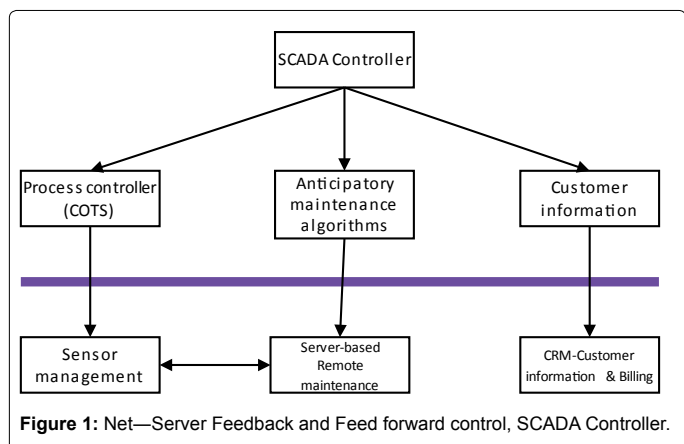 SCADA Controller
Process controller
(COTS)
Anticipatory
maintenance
algorithms
Customer
information
Sensor
management
Server-based
Remote
maintenance
CRM-Customer
information & Billing
Figure 1: Net—Server Feedback and Feed forward control, SCADA Controller.